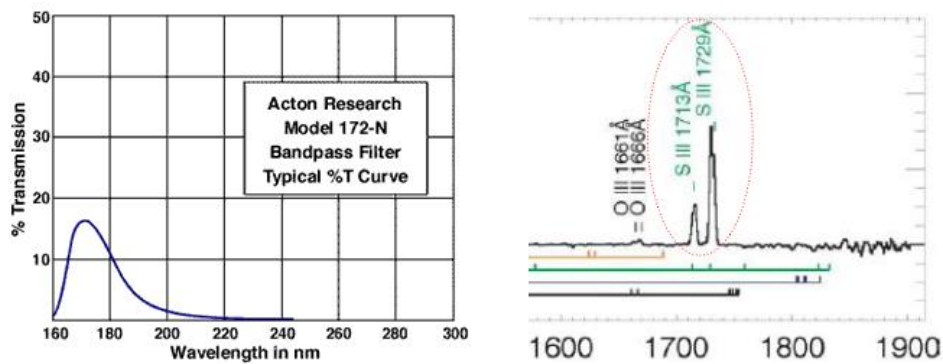 50
40
30
20
10
% Transmission
Acton Research
Model 172-N
Bandpass Filter
Typical %T Curve
160 180 200 220 240 260 280 300
Wavelength in nm
O III 1661Å
O III 1666Å
S III 1713Å
S III 1729Å
1600 1700 1800 1900